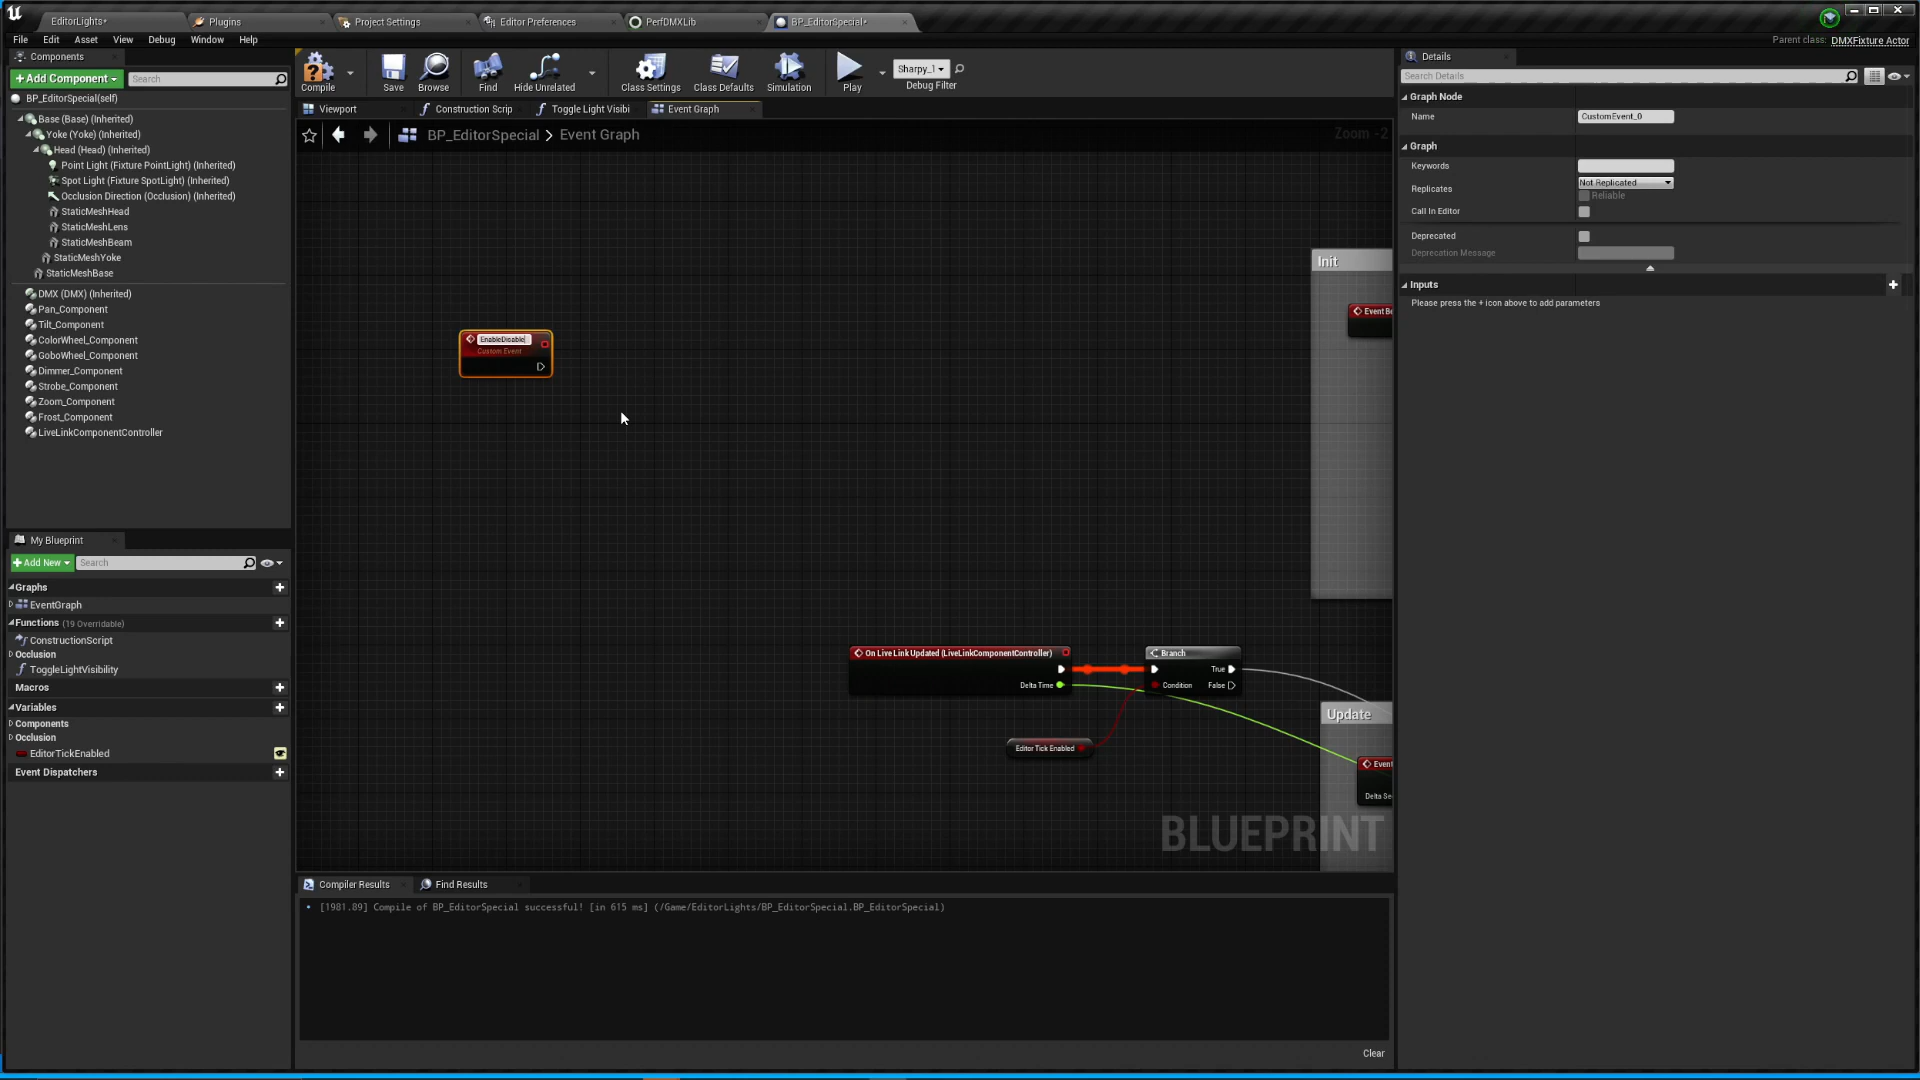 EditorLights*
Plugins
Project Settings
Editor Preferences
PerfDMXLib
BP_EditorSpecial*
File Edit Asset View Debug Window Help
Parent class: DMXFixture Actor
Components
+Add Component
Search
BP_EditorSpecial(self)
Base (Base) (Inherited)
Yoke (Yoke) (Inherited)
Head (Head) (Inherited)
Point Light (Fixture PointLight) (Inherited)
Spot Light (Fixture SpotLight) (Inherited)
Occlusion Direction (Occlusion) (Inherited)
StaticMeshHead
StaticMeshLens
StaticMeshBeam
StaticMeshYoke
StaticMeshBase
DMX (DMX) (Inherited)
Pan_Component
Tilt_Component
ColorWheel_Component
GoboWheel_Component
Dimmer_Component
Strobe_Component
Zoom_Component
Frost_Component
LiveLinkComponentController
My Blueprint
+Add New
Search
Graphs
EventGraph
Functions (19 Overridable)
ConstructionScript
Occlusion
ToggleLightVisibility
Macros
Variables
Components
Occlusion
EditorTickEnabled
Event Dispatchers
Compile
Save
Browse
Find
Hide Unrelated
Class Settings
Class Defaults
Simulation
Play
Sharpy_1
Debug Filter
Viewport
Construction Scrip
Toggle Light Visibi
Event Graph
BP_EditorSpecial > Event Graph
Zoom -2
EnableDisable
Custom Event
Init
Event Be
On Live Link Updated (LiveLinkComponentController)
Delta Time
Branch
True
Condition
False
Editor Tick Enabled
Update
Event
Delta Se
BLUEPRINT
Compiler Results
Find Results
[1981.89] Compile of BP_EditorSpecial successful! [in 615 ms] (/Game/EditorLights/BP_EditorSpecial.BP_EditorSpecial)
Clear
Details
Search Details
Graph Node
Name
CustomEvent_0
Graph
Keywords
Replicates
Not Replicated
Reliable
Call In Editor
Deprecated
Deprecation Message
Inputs
Please press the + icon above to add parameters